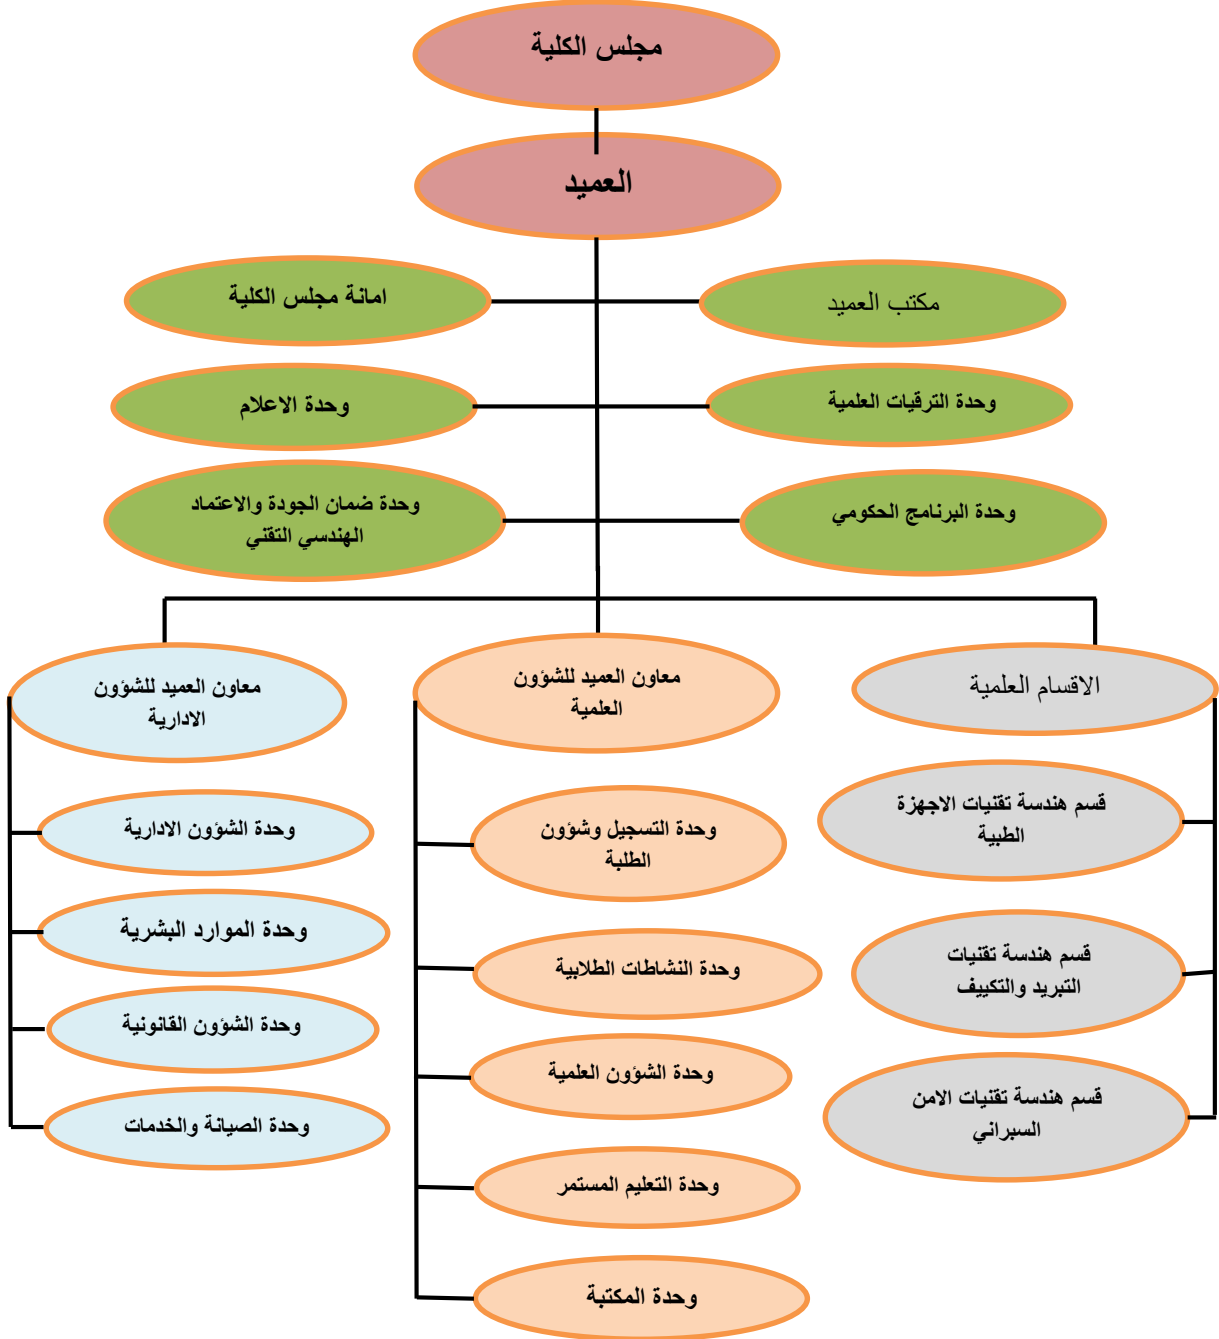 مجلس الكلية
العميد
مكتب العميد
امانة مجلس الكلية
وحدة الترقيات العلمية
وحدة الاعلام
وحدة البرنامج الحكومي
وحدة ضمان الجودة والاعتماد
الهندسي التقني
الاقسام العلمية
قسم هندسة تقنيات الاجهزة
الطبية
قسم هندسة تقنيات
التبريد والتكييف
قسم هندسة تقنيات الامن
السبراني
معاون العميد للشؤون
العلمية
وحدة التسجيل وشؤون
الطلبة
وحدة النشاطات الطلابية
وحدة الشؤون العلمية
وحدة التعليم المستمر
وحدة المكتبة
معاون العميد للشؤون
الادارية
وحدة الشؤون الادارية
وحدة الموارد البشرية
وحدة الشؤون القانونية
وحدة الصيانة والخدمات